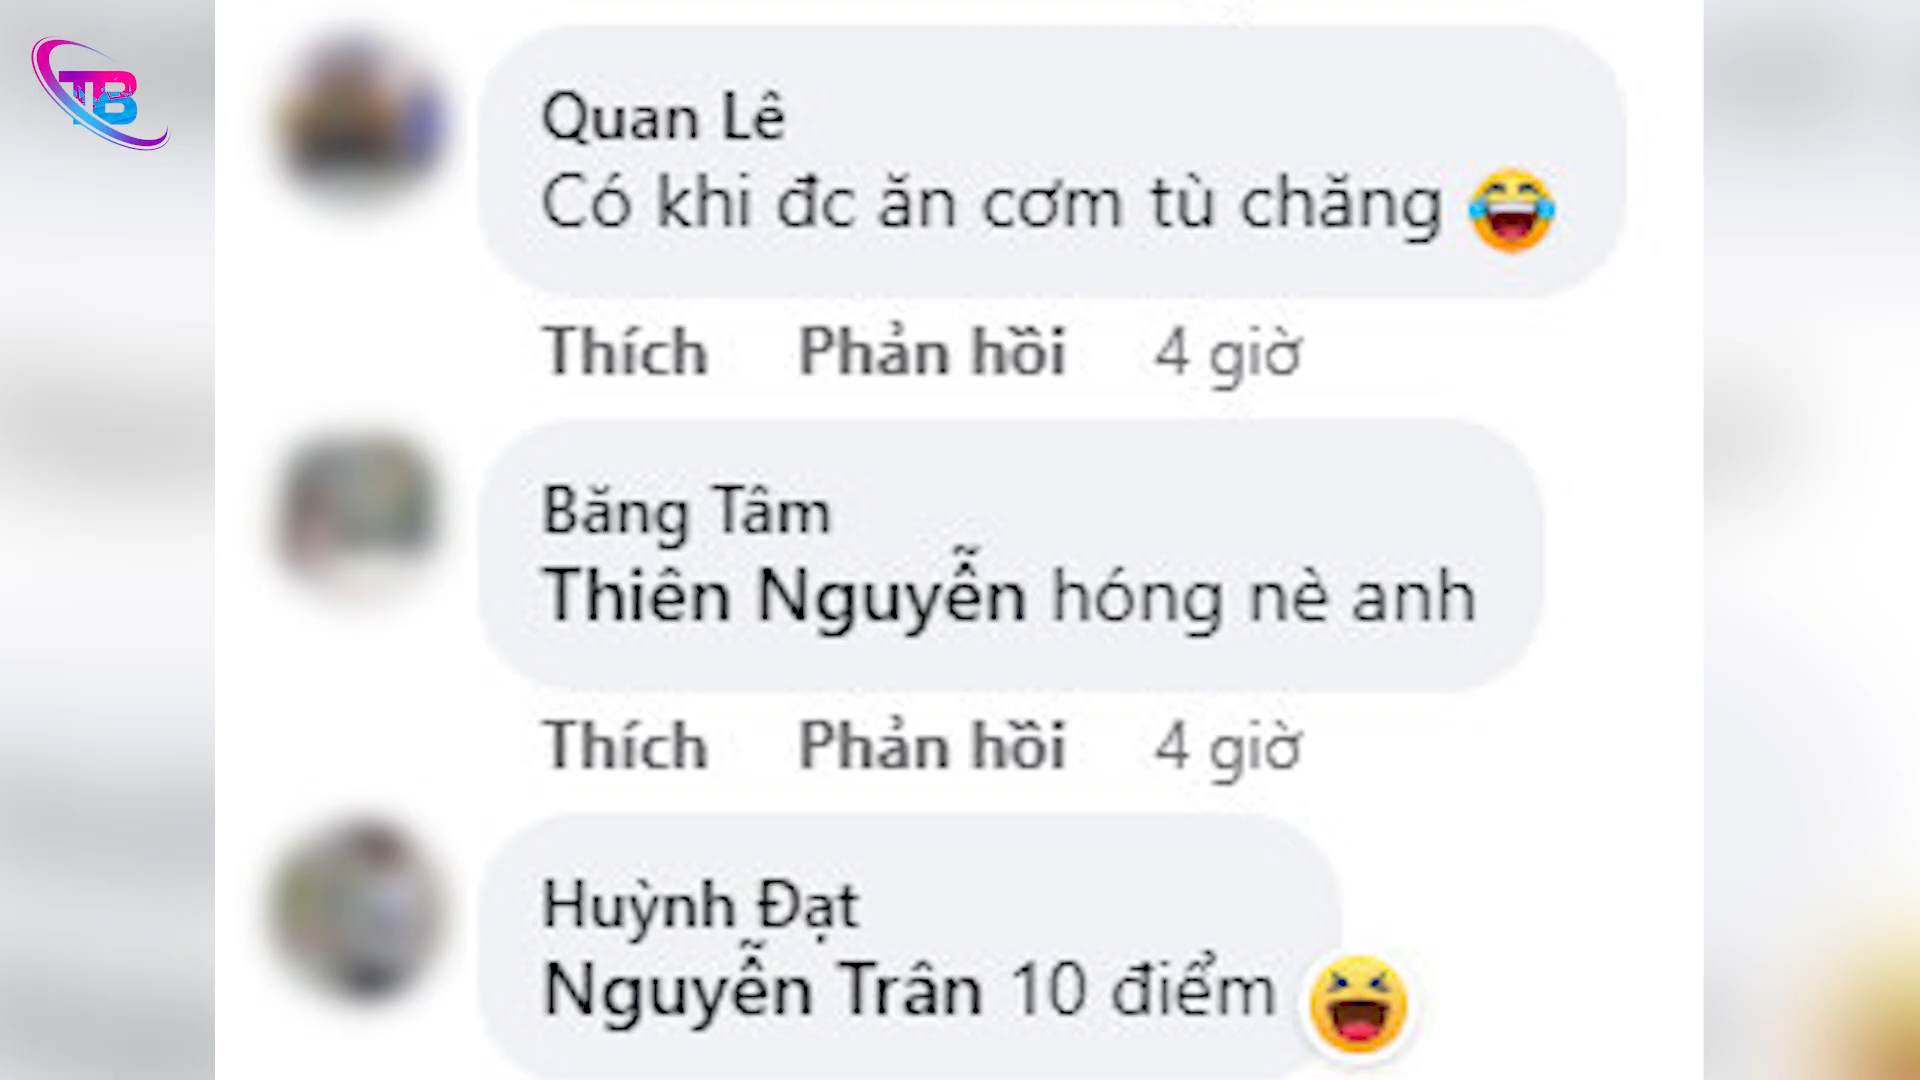 TB
Quan Lê
Có khi đc ăn cơm tù chăng 😂
Thích Phản hồi 4 giờ
Băng Tâm
Thiên Nguyễn hóng nè anh
Thích Phản hồi 4 giờ
Huỳnh Đạt
Nguyễn Trân 10 điểm